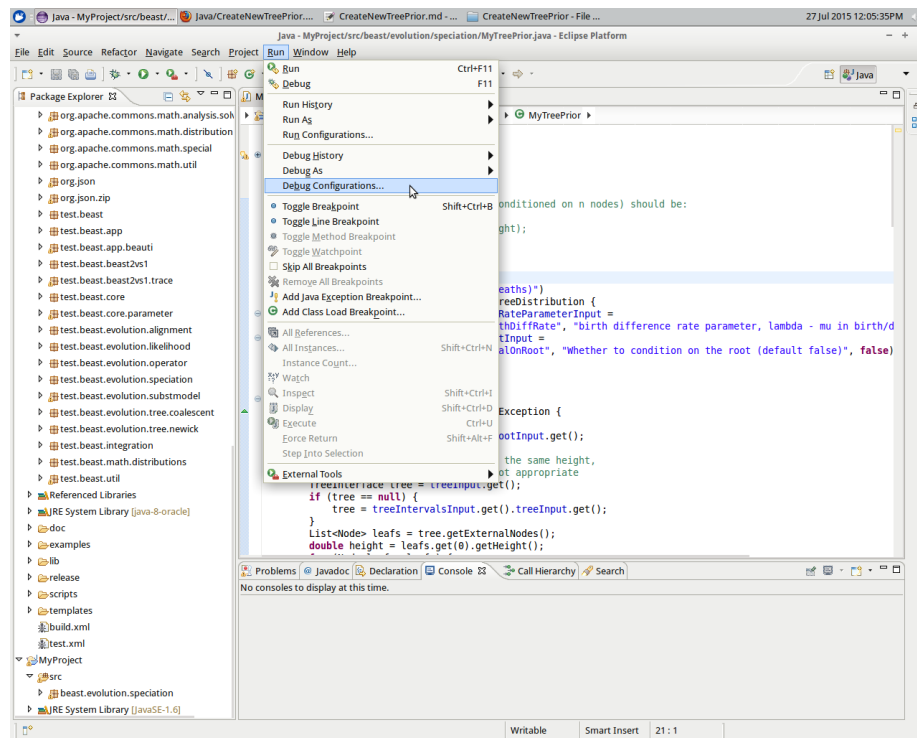 Java - MyProject/src/beast/... Java/CreateNewTreePrior.... CreateNewTreePrior.md - ... CreateNewTreePrior - File ... 27 Jul 2015 12:05:35PM
Java - MyProject/src/beast/evolution/speciation/MyTreePrior.java - Eclipse Platform
File Edit Source Refactor Navigate Search Project Run Window Help
Java
Package Explorer
org.apache.commons.math.analysis.solv
org.apache.commons.math.distribution
org.apache.commons.math.special
org.apache.commons.math.util
org.json
org.json.zip
test.beast
test.beast.app
test.beast.app.beauti
test.beast.beast2vs1
test.beast.beast2vs1.trace
test.beast.core
test.beast.core.parameter
test.beast.evolution.alignment
test.beast.evolution.likelihood
test.beast.evolution.operator
test.beast.evolution.speciation
test.beast.evolution.substmodel
test.beast.evolution.tree.coalescent
test.beast.evolution.tree.newick
test.beast.integration
test.beast.math.distributions
test.beast.util
Referenced Libraries
JRE System Library [java-8-oracle]
doc
examples
lib
release
scripts
templates
build.xml
test.xml
MyProject
src
beast.evolution.speciation
JRE System Library [JavaSE-1.6]
Run Ctrl+F11
Debug F11
Run History
Run As
Run Configurations...
Debug History
Debug As
Debug Configurations...
Toggle Breakpoint Shift+Ctrl+B
Toggle Line Breakpoint
Toggle Method Breakpoint
Toggle Watchpoint
Skip All Breakpoints
Remove All Breakpoints
Add Java Exception Breakpoint...
Add Class Load Breakpoint...
All References...
All Instances... Shift+Ctrl+N
Instance Count...
Watch
Inspect Shift+Ctrl+I
Display Shift+Ctrl+D
Execute Ctrl+U
Force Return Shift+Alt+F
Step Into Selection
External Tools
M
MyTreePrior
onditioned on n nodes) should be:
ght);
eaths)")
reeDistribution {
RateParameterInput =
thDiffRate", "birth difference rate parameter, lambda - mu in birth/d
tInput =
alOnRoot", "Whether to condition on the root (default false)", false)
Exception {
ootInput.get();
the same height,
ot appropriate
TreeInterface tree = treeInput.get();
if (tree == null) {
tree = treeIntervalsInput.get().treeInput.get();
}
List<Node> leafs = tree.getExternalNodes();
double height = leafs.get(0).getHeight();
Problems Javadoc Declaration Console Call Hierarchy Search
No consoles to display at this time.
Writable Smart Insert 21 : 1